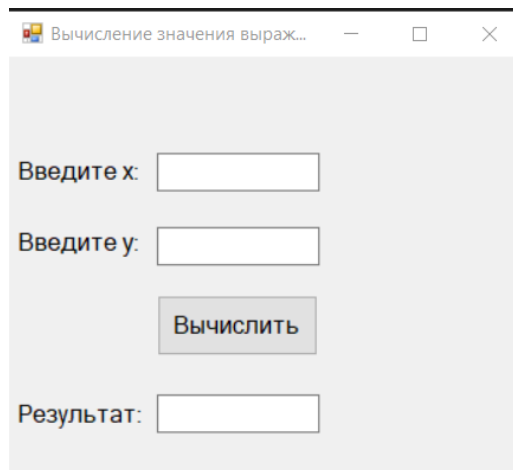 Вычисление значения выраж...
Введите x:
Введите y:
Вычислить
Результат: